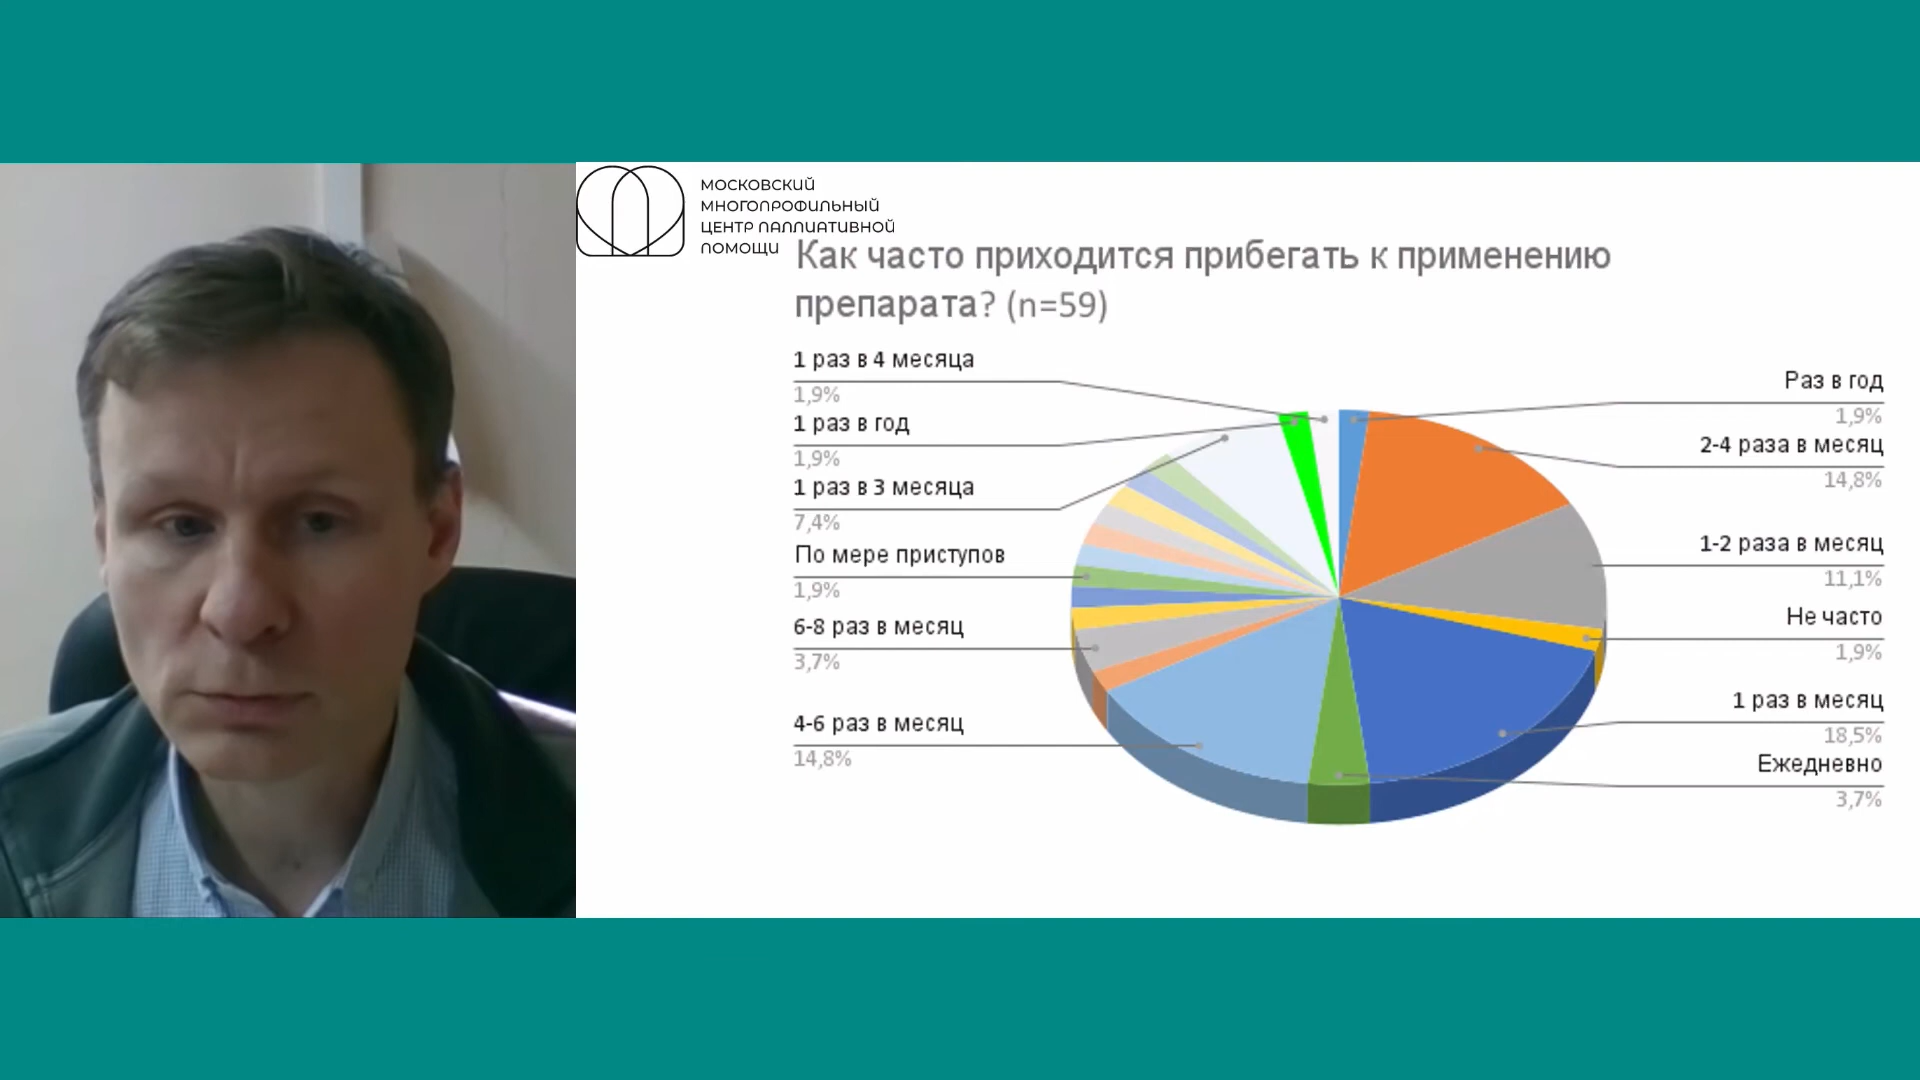 МОСКОВСКИЙ
МНОГОПРОФИЛЬНЫЙ
ЦЕНТР ПАЛЛИАТИВНОЙ
ПОМОЩИ
Как часто приходится прибегать к применению
препарата? (n=59)
1 раз в 4 месяца
1,9%
1 раз в год
1,9%
1 раз в 3 месяца
7,4%
По мере приступов
1,9%
6-8 раз в месяц
3,7%
4-6 раз в месяц
14,8%
Раз в год
1,9%
2-4 раза в месяц
14,8%
1-2 раза в месяц
11,1%
Не часто
1,9%
1 раз в месяц
18,5%
Ежедневно
3,7%